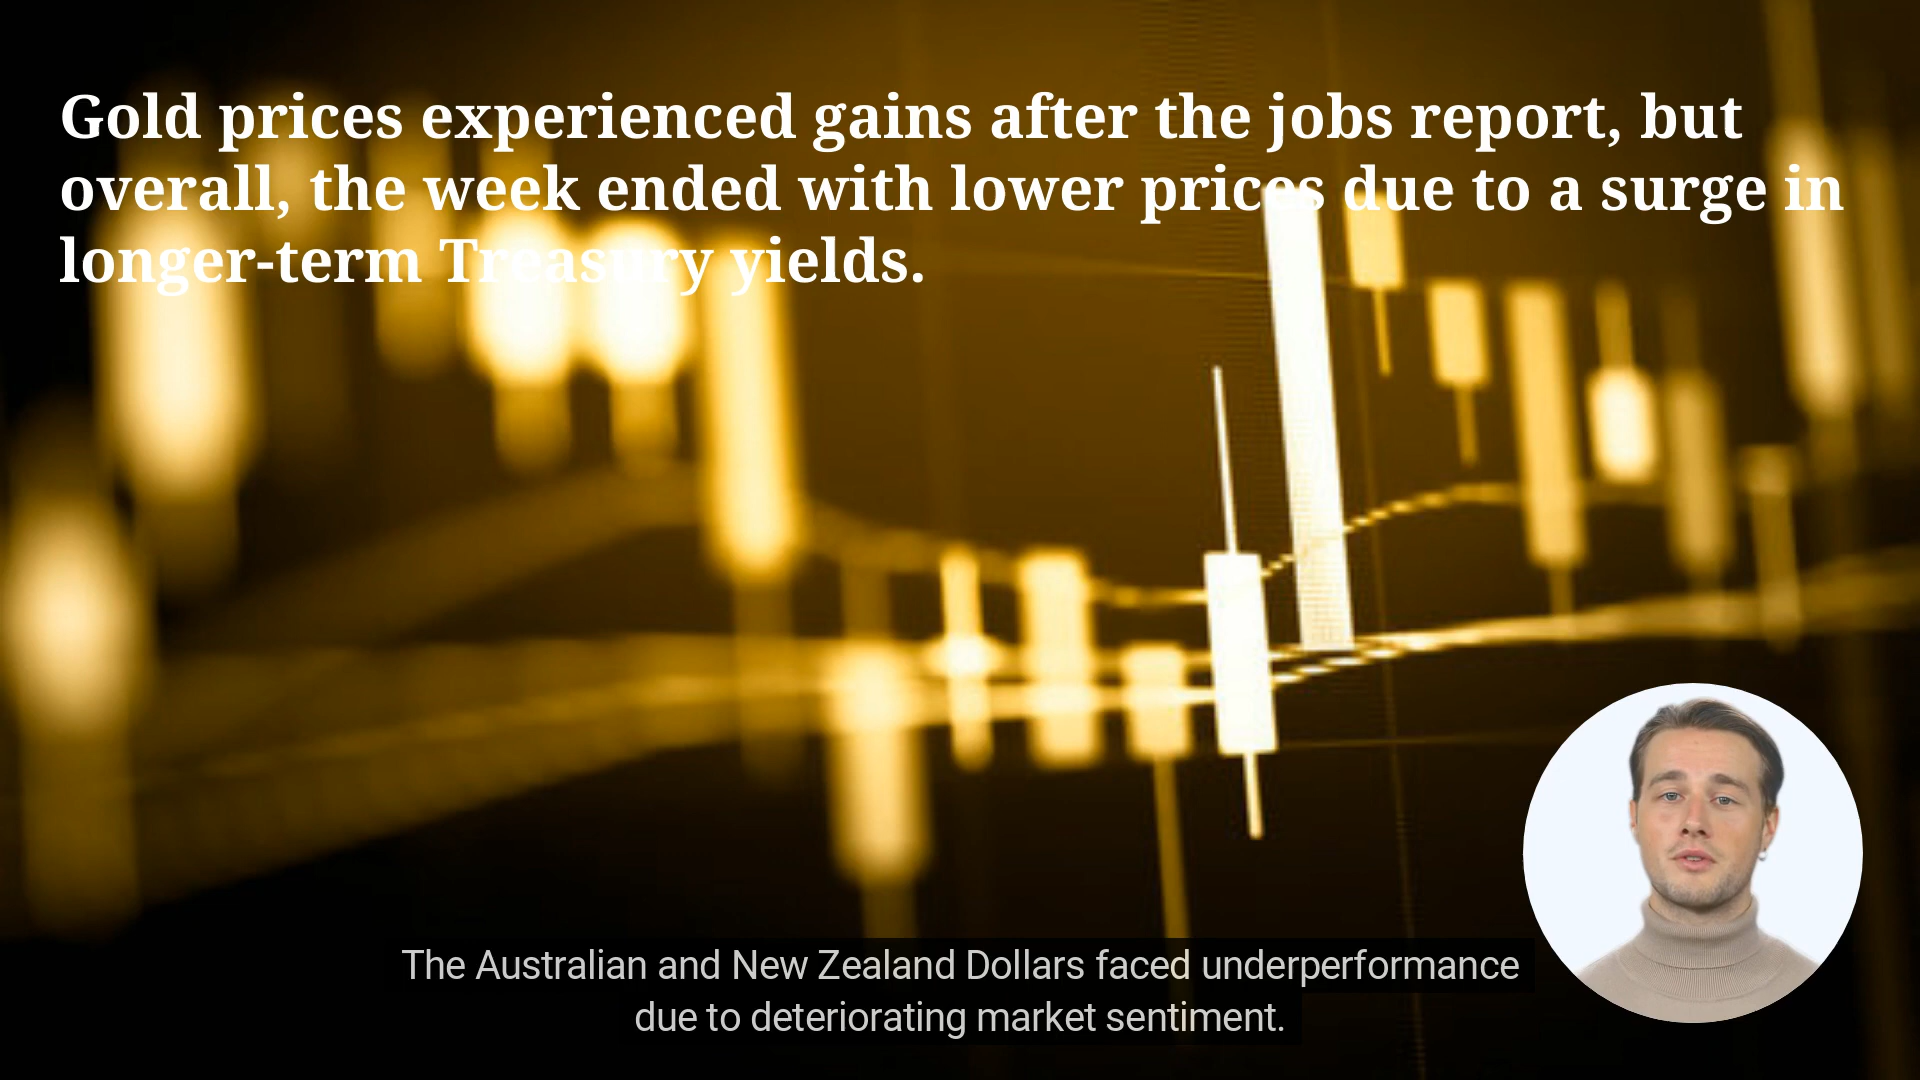 Gold prices experienced gains after the jobs report, but
overall, the week ended with lower prices due to a surge in
longer-term Treasury yields.
The Australian and New Zealand Dollars faced underperformance
due to deteriorating market sentiment.